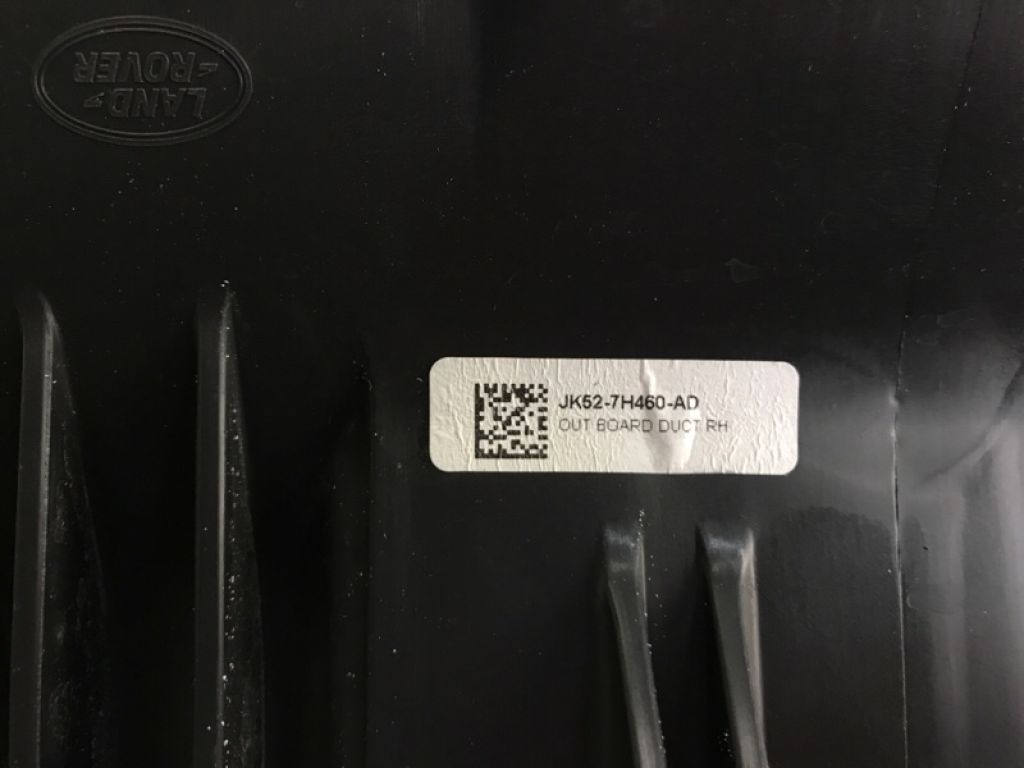 LAND-
-ROVER
JK52-7H460-AD
OUT BOARD DUCT RH